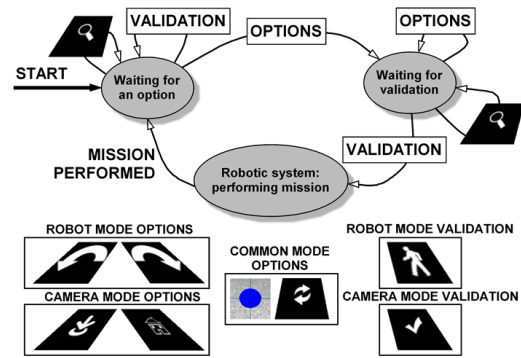 VALIDATION
OPTIONS
OPTIONS
START
Waiting for
an option
Waiting for
validation
VALIDATION
MISSION
PERFORMED
Robotic system:
performing mission
ROBOT MODE OPTIONS
COMMON MODE
OPTIONS
ROBOT MODE VALIDATION
CAMERA MODE OPTIONS
CAMERA MODE VALIDATION